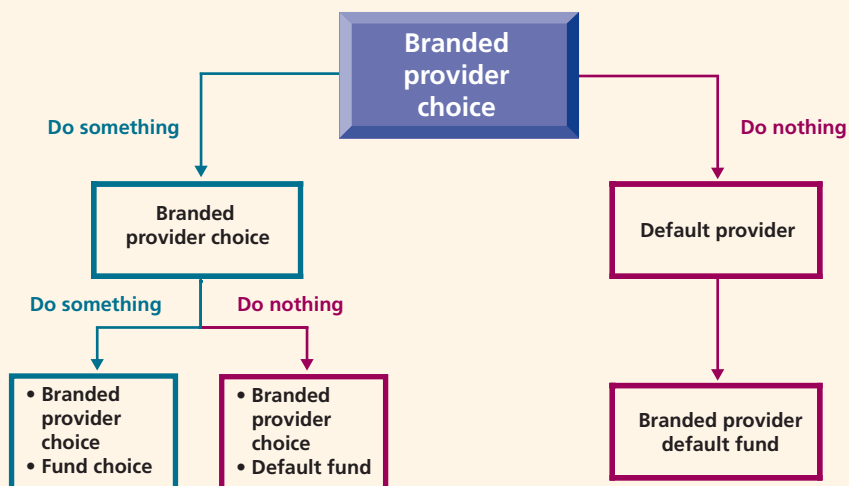 Branded
provider
choice
Do something
Do nothing
Branded
provider choice
Default provider
Do something
Do nothing
• Branded
provider
choice
• Fund choice
• Branded
provider
choice
• Default fund
Branded provider
default fund